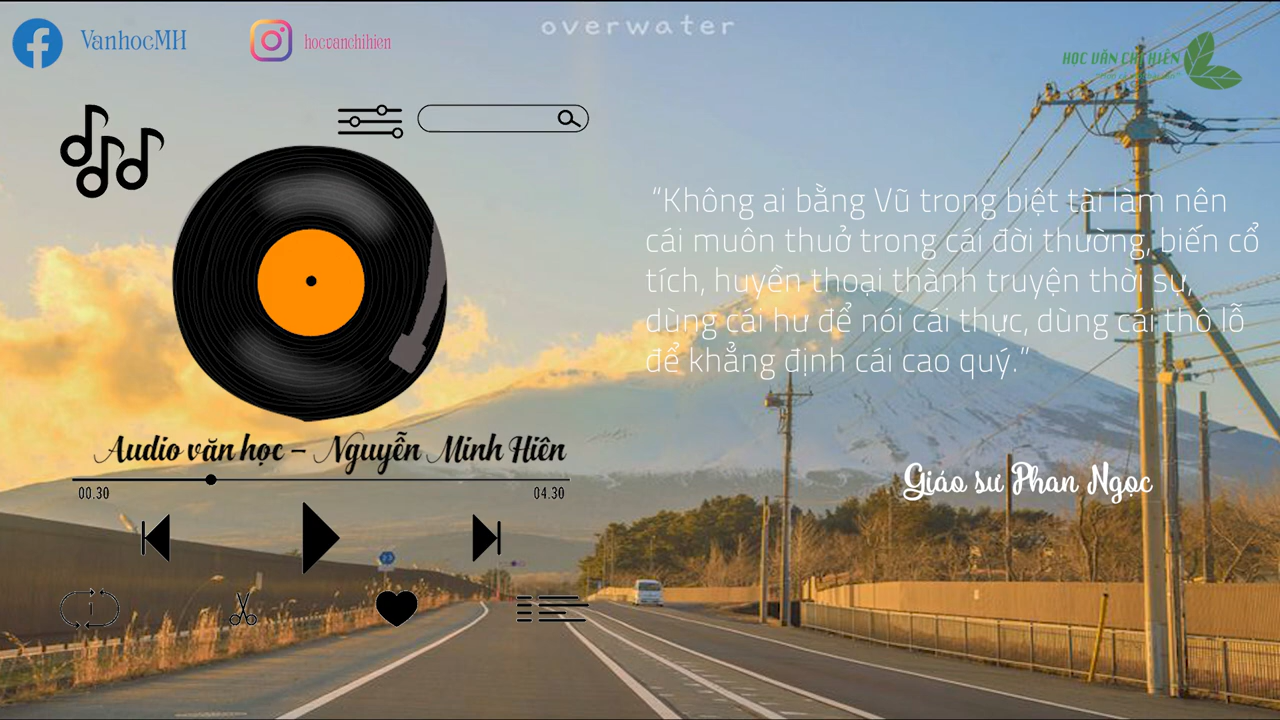 overwater
VanhocMH
hocvanchihien
HỌC VĂN CHỊ HIÊN
“Không ai bằng Vũ trong biệt tài làm nên
cái muôn thuở trong cái đời thường, biến cổ
tích, huyền thoại thành truyện thời sự,
dùng cái hư để nói cái thực, dùng cái thô lỗ
để khẳng định cái cao quý.”
Audio văn học – Nguyễn Minh Hiên
00.30
04.30
Giáo sư Phan Ngọc
1